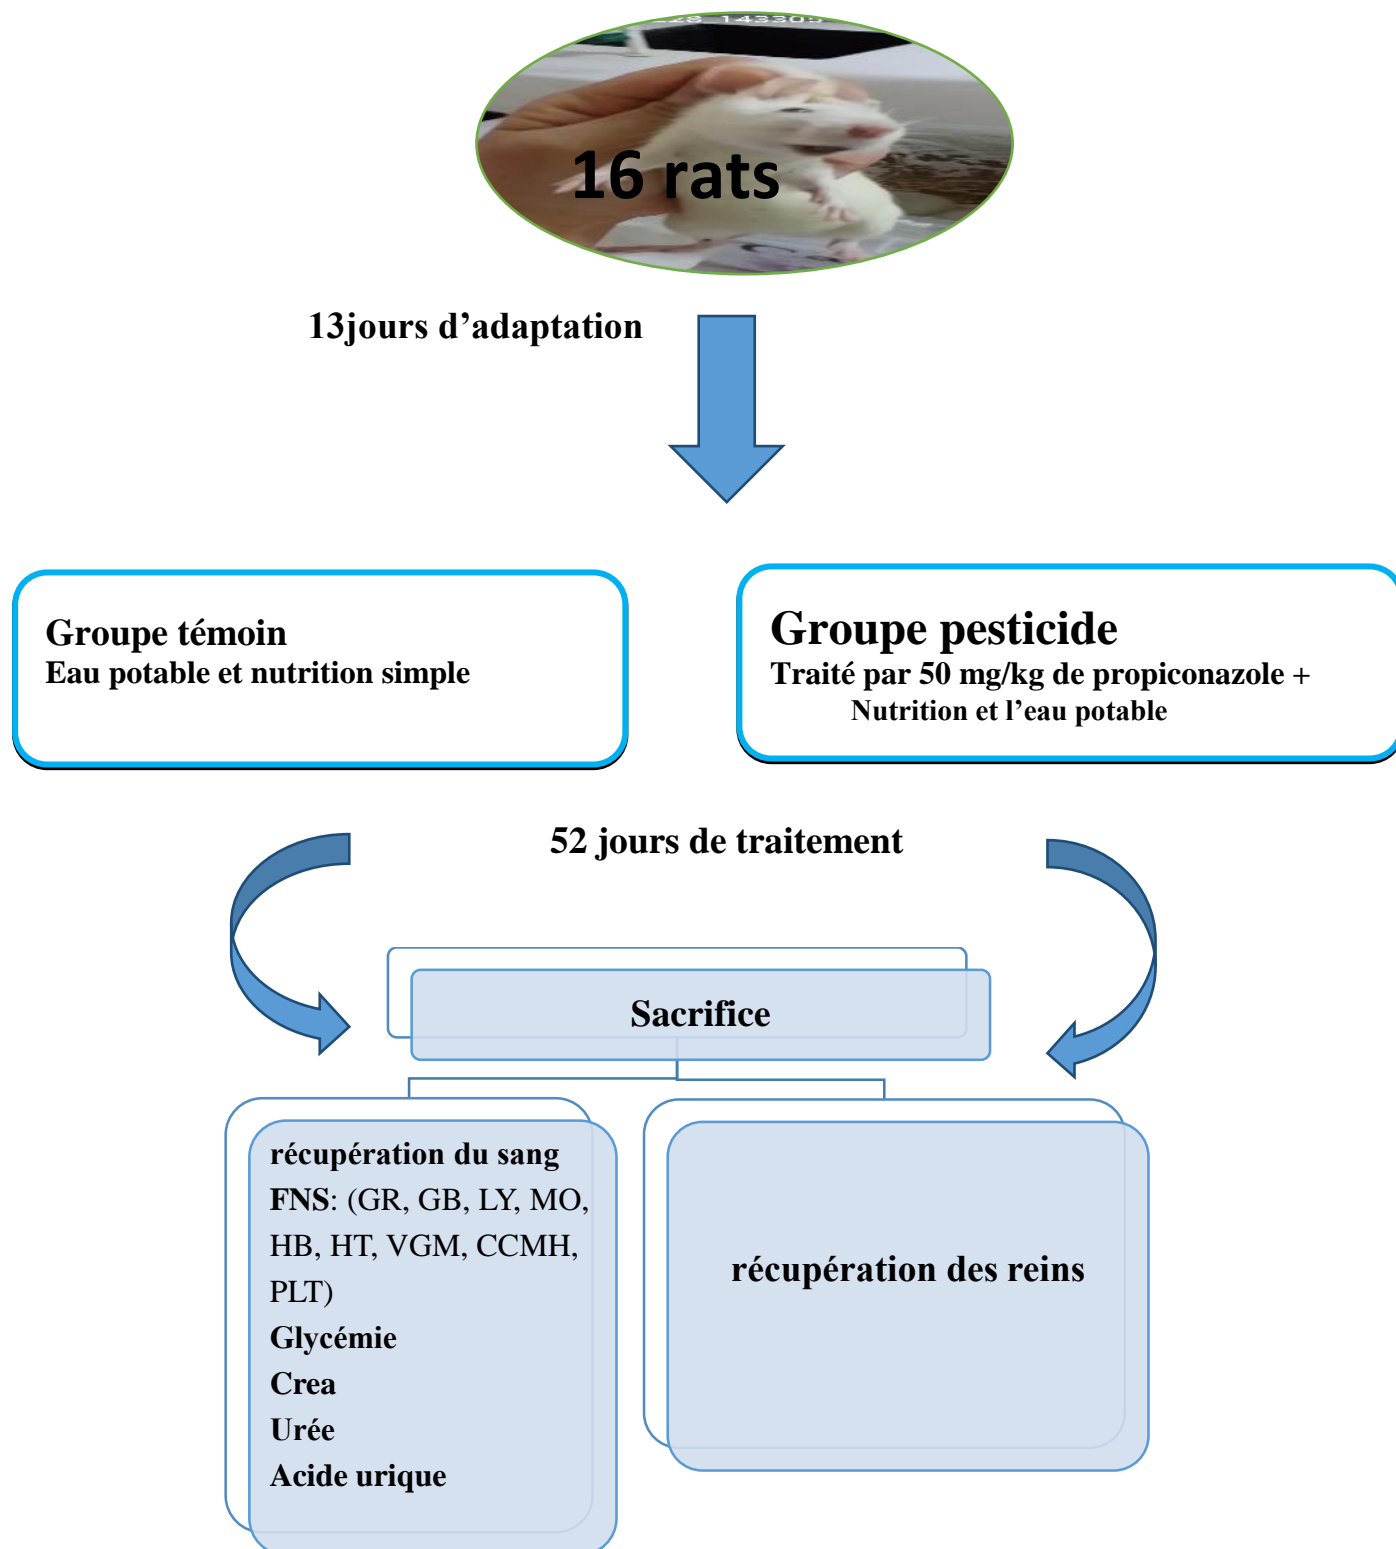 16 rats
13jours d’adaptation
Groupe témoin
Eau potable et nutrition simple
Groupe pesticide
Traité par 50 mg/kg de propiconazole +
Nutrition et l’eau potable
52 jours de traitement
Sacrifice
récupération du sang
FNS: (GR, GB, LY, MO,
HB, HT, VGM, CCMH,
PLT)
Glycémie
Crea
Urée
Acide urique
récupération des reins